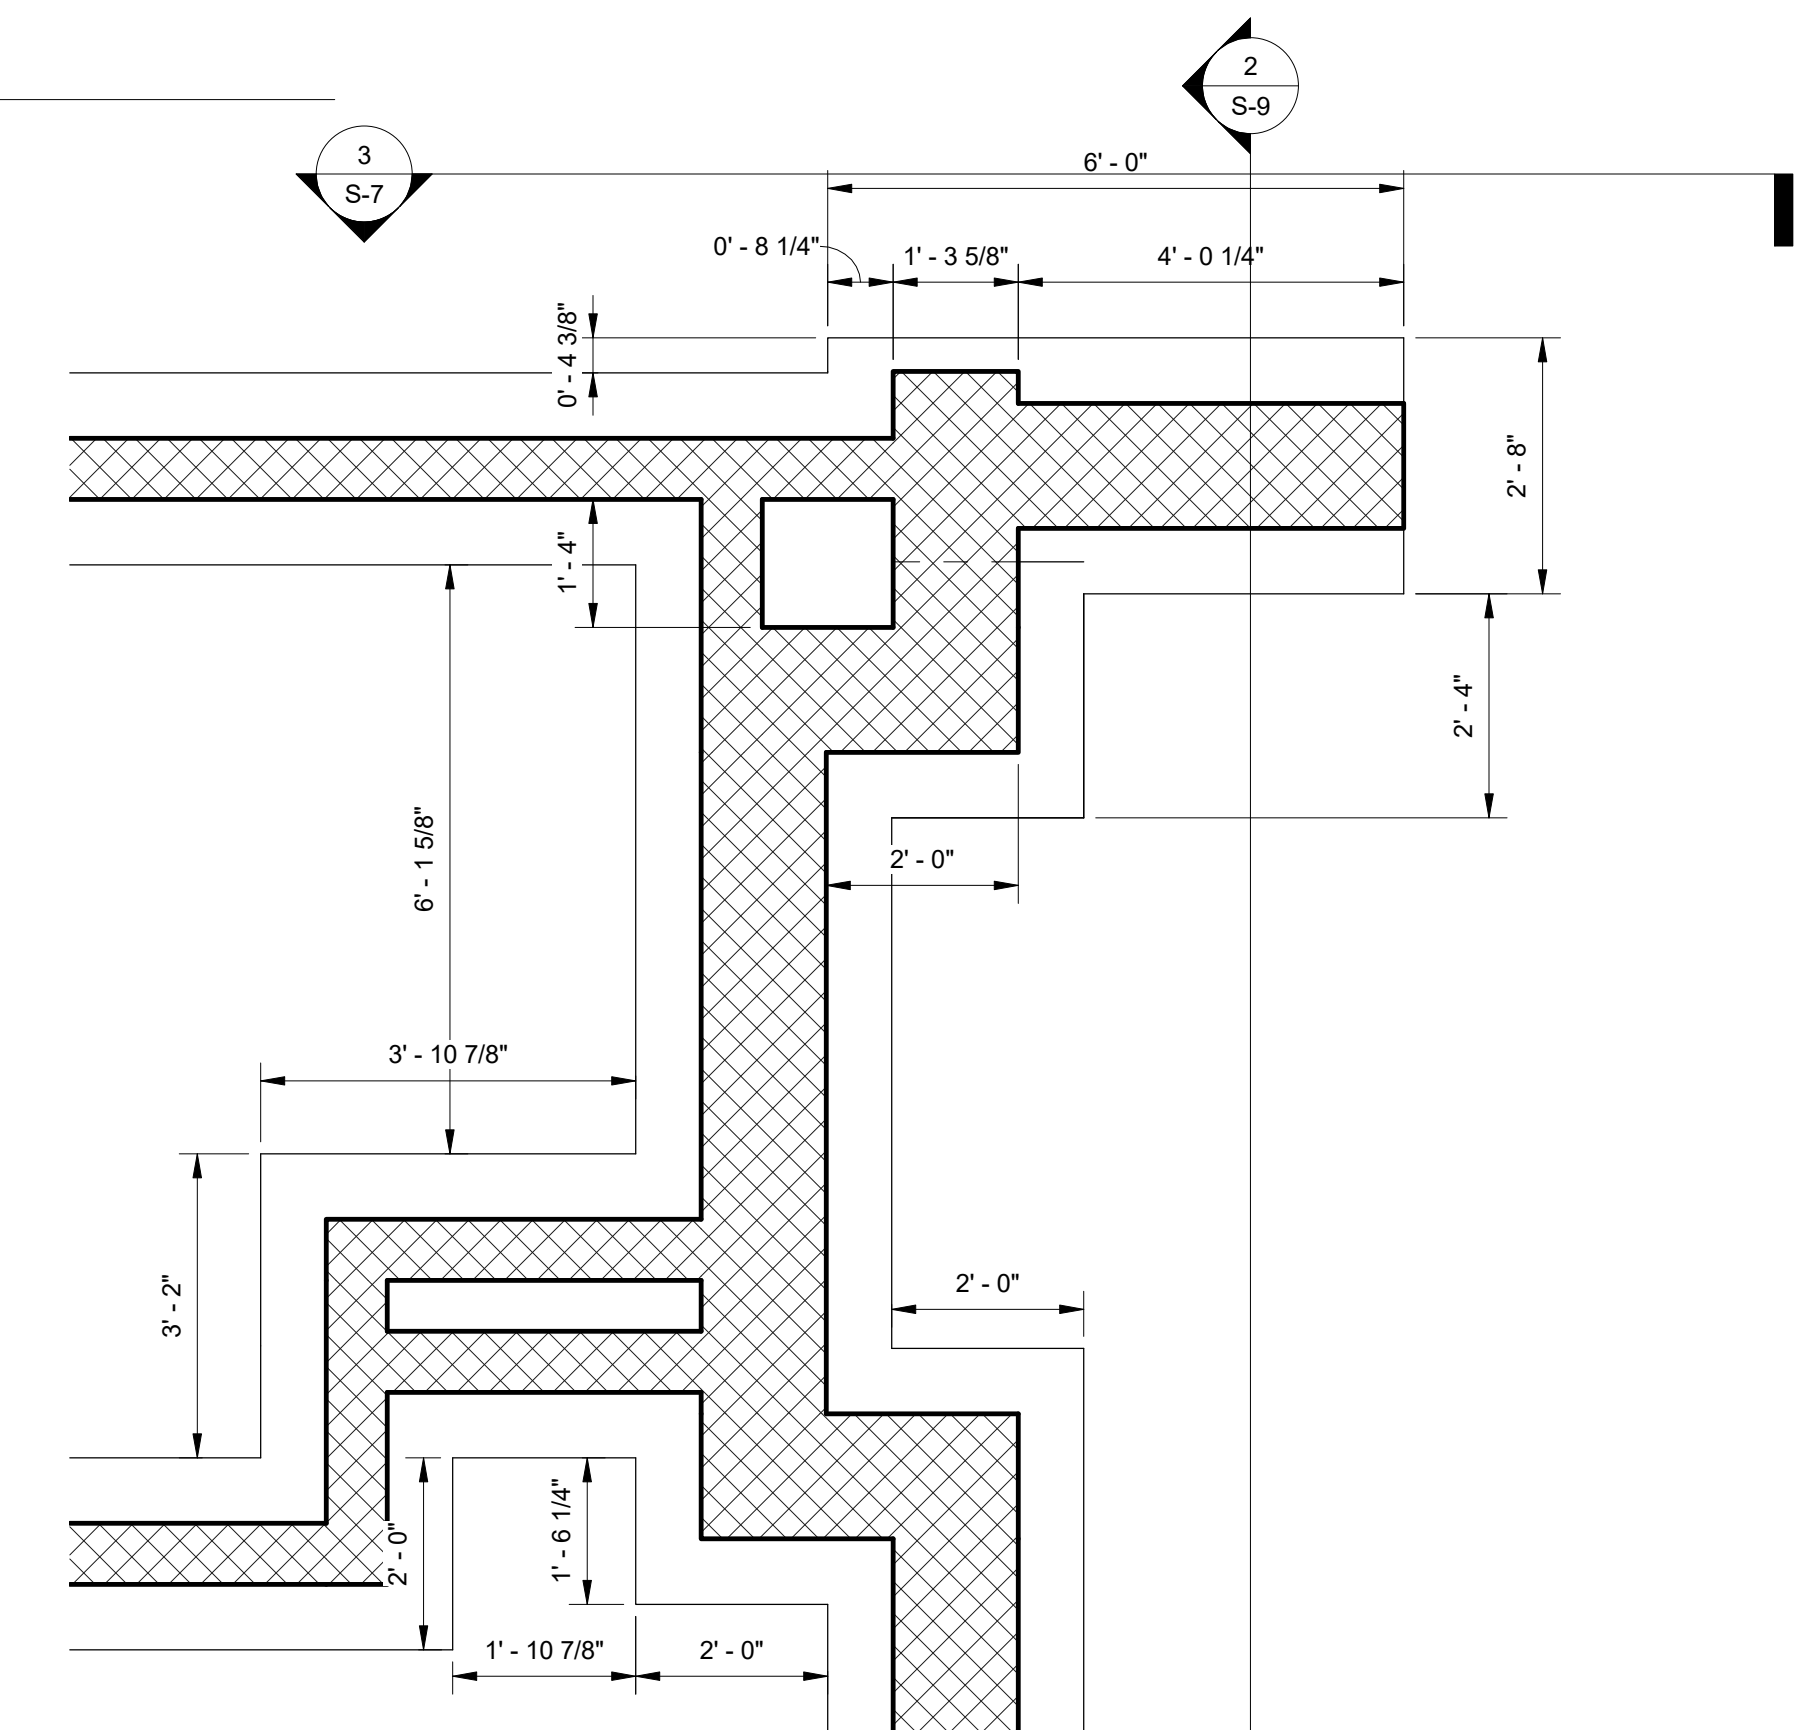 2
S-9
3
S-7
6' - 0"
0' - 8 1/4"
1' - 3 5/8"
4' - 0 1/4"
0' - 4 3/8"
2' - 8"
1' - 4"
2' - 4"
6' - 1 5/8"
2' - 0"
3' - 10 7/8"
3' - 2"
2' - 0"
2' - 0"
1' - 6 1/4"
1' - 10 7/8"
2' - 0"